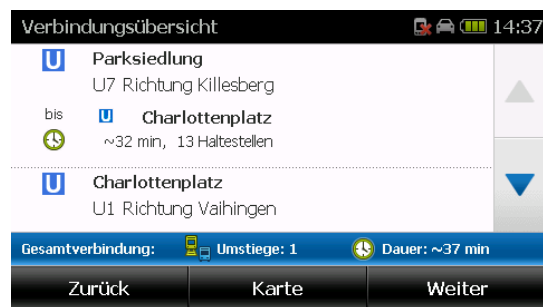 Verbindungsübersicht 14:37
U Parksiedlung
U7 Richtung Killesberg
bis U Charlottenplatz
~32 min, 13 Haltestellen
U Charlottenplatz
U1 Richtung Vaihingen
Gesamtverbindung: Umstiege: 1 Dauer: ~37 min
Zurück Karte Weiter